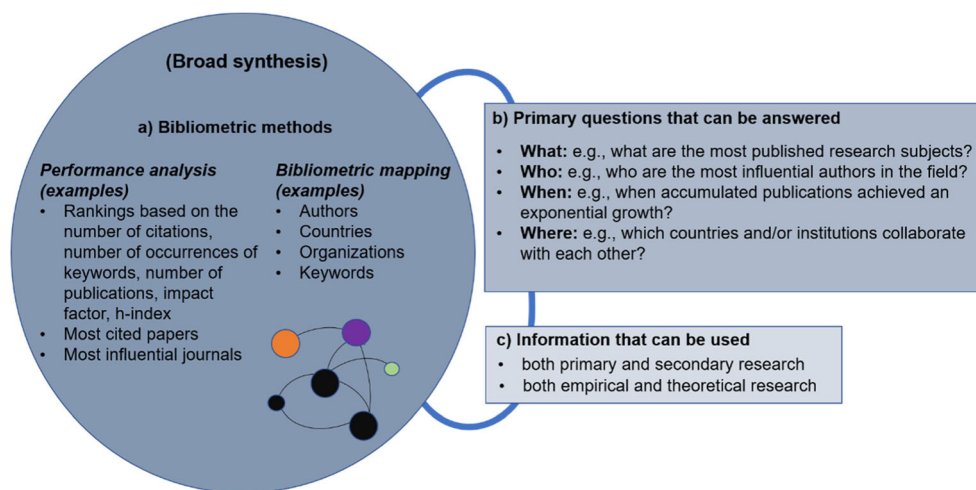 (Broad synthesis)
a) Bibliometric methods
Performance analysis
(examples)
• Rankings based on the
number of citations,
number of occurrences of
keywords, number of
publications, impact
factor, h-index
• Most cited papers
• Most influential journals
Bibliometric mapping
(examples)
• Authors
• Countries
• Organizations
• Keywords
b) Primary questions that can be answered
• What: e.g., what are the most published research subjects?
• Who: e.g., who are the most influential authors in the field?
• When: e.g., when accumulated publications achieved an
exponential growth?
• Where: e.g., which countries and/or institutions collaborate
with each other?
c) Information that can be used
• both primary and secondary research
• both empirical and theoretical research